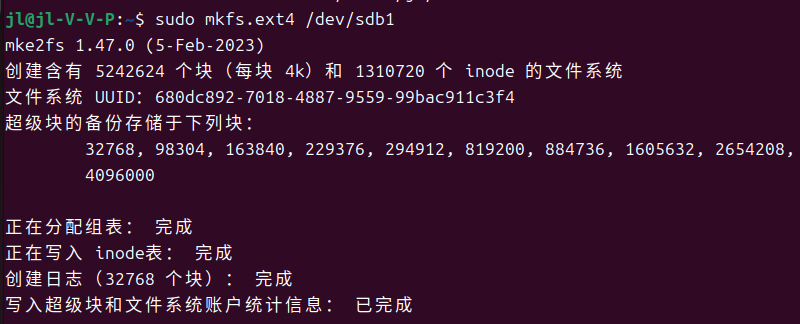 jl@jl-V-V-P:~$ sudo mkfs.ext4 /dev/sdb1
mke2fs 1.47.0 (5-Feb-2023)
创建含有 5242624 个块（每块 4k）和 1310720 个 inode 的文件系统
文件系统 UUID：680dc892-7018-4887-9559-99bac911c3f4
超级块的备份存储于下列块：
32768, 98304, 163840, 229376, 294912, 819200, 884736, 1605632, 2654208,
4096000
正在分配组表： 完成
正在写入 inode表： 完成
创建日志（32768 个块）： 完成
写入超级块和文件系统账户统计信息： 已完成